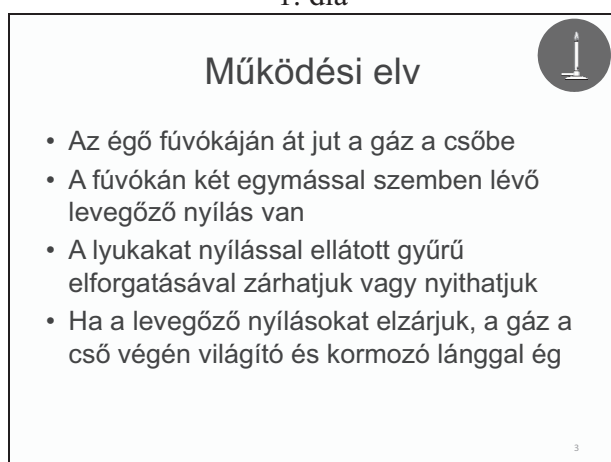 1. dia
Működési elv
• Az égő fúvókáján át jut a gáz a csőbe
• A fúvókán két egymással szemben lévő
levegőző nyílás van
• A lyukakat nyílással ellátott gyűrű
elforgatásával zárhatjuk vagy nyithatjuk
• Ha a levegőző nyílásokat elzárjuk, a gáz a
cső végén világító és kormozó lánggal ég
3